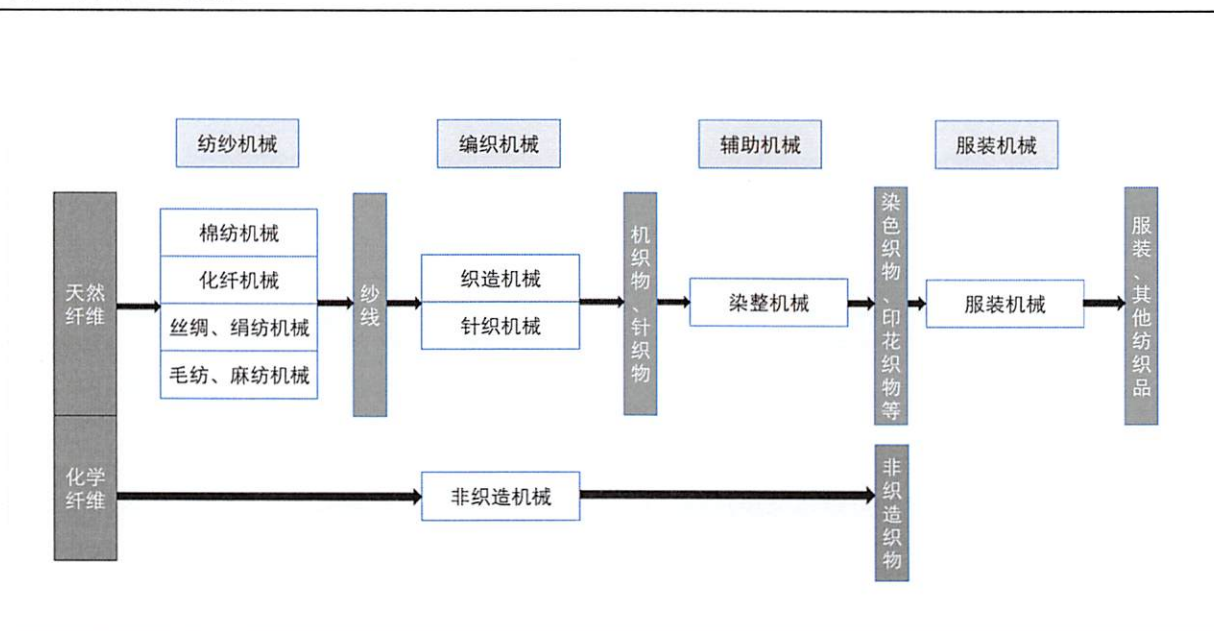 纺纱机械
编织机械
辅助机械
服装机械
天然
纤维
化学
纤维
棉纺机械
化纤机械
丝绸、绢纺机械
毛纺、麻纺机械
纱线
织造机械
针织机械
非织造机械
机织物、针织物
染整机械
染色织物、印花织物等
非织造织物
服装机械
服装、其他纺织品